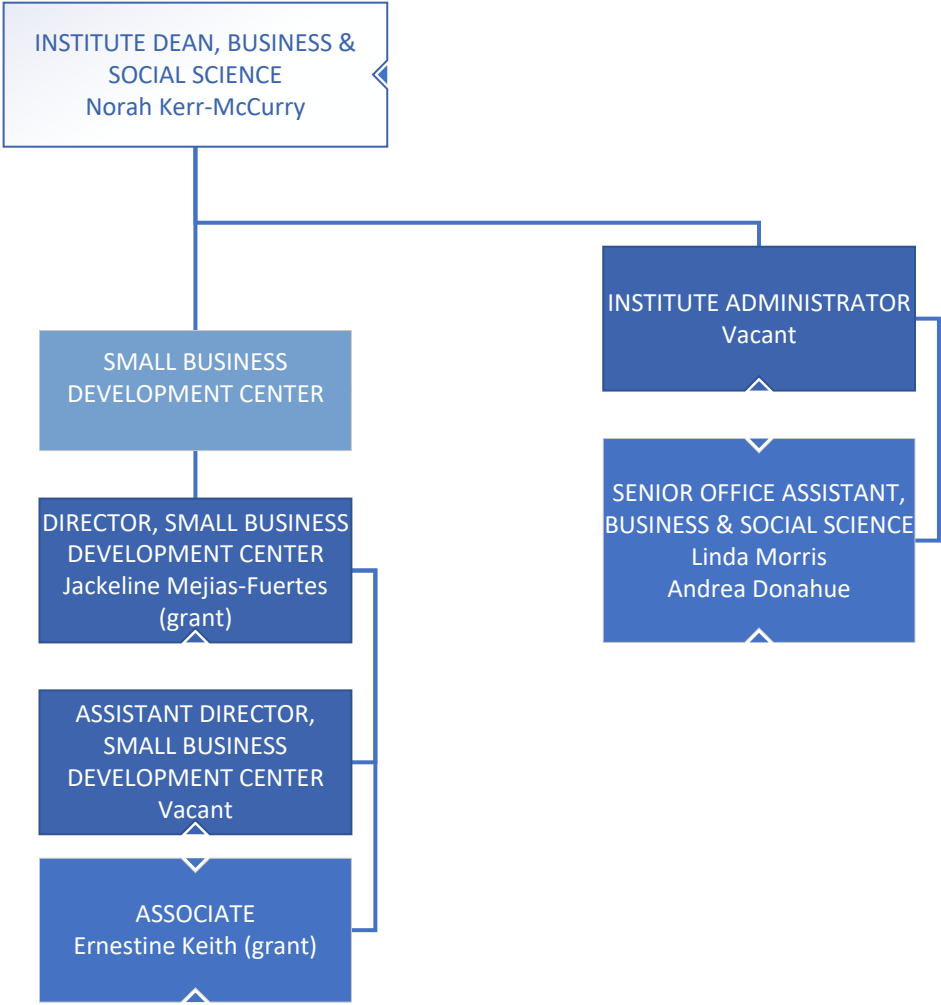 INSTITUTE DEAN, BUSINESS &
SOCIAL SCIENCE
Norah Kerr-McCurry
INSTITUTE ADMINISTRATOR
Vacant
SMALL BUSINESS
DEVELOPMENT CENTER
SENIOR OFFICE ASSISTANT,
BUSINESS & SOCIAL SCIENCE
Linda Morris
Andrea Donahue
DIRECTOR, SMALL BUSINESS
DEVELOPMENT CENTER
Jackeline Mejias-Fuertes
(grant)
ASSISTANT DIRECTOR,
SMALL BUSINESS
DEVELOPMENT CENTER
Vacant
ASSOCIATE
Ernestine Keith (grant)